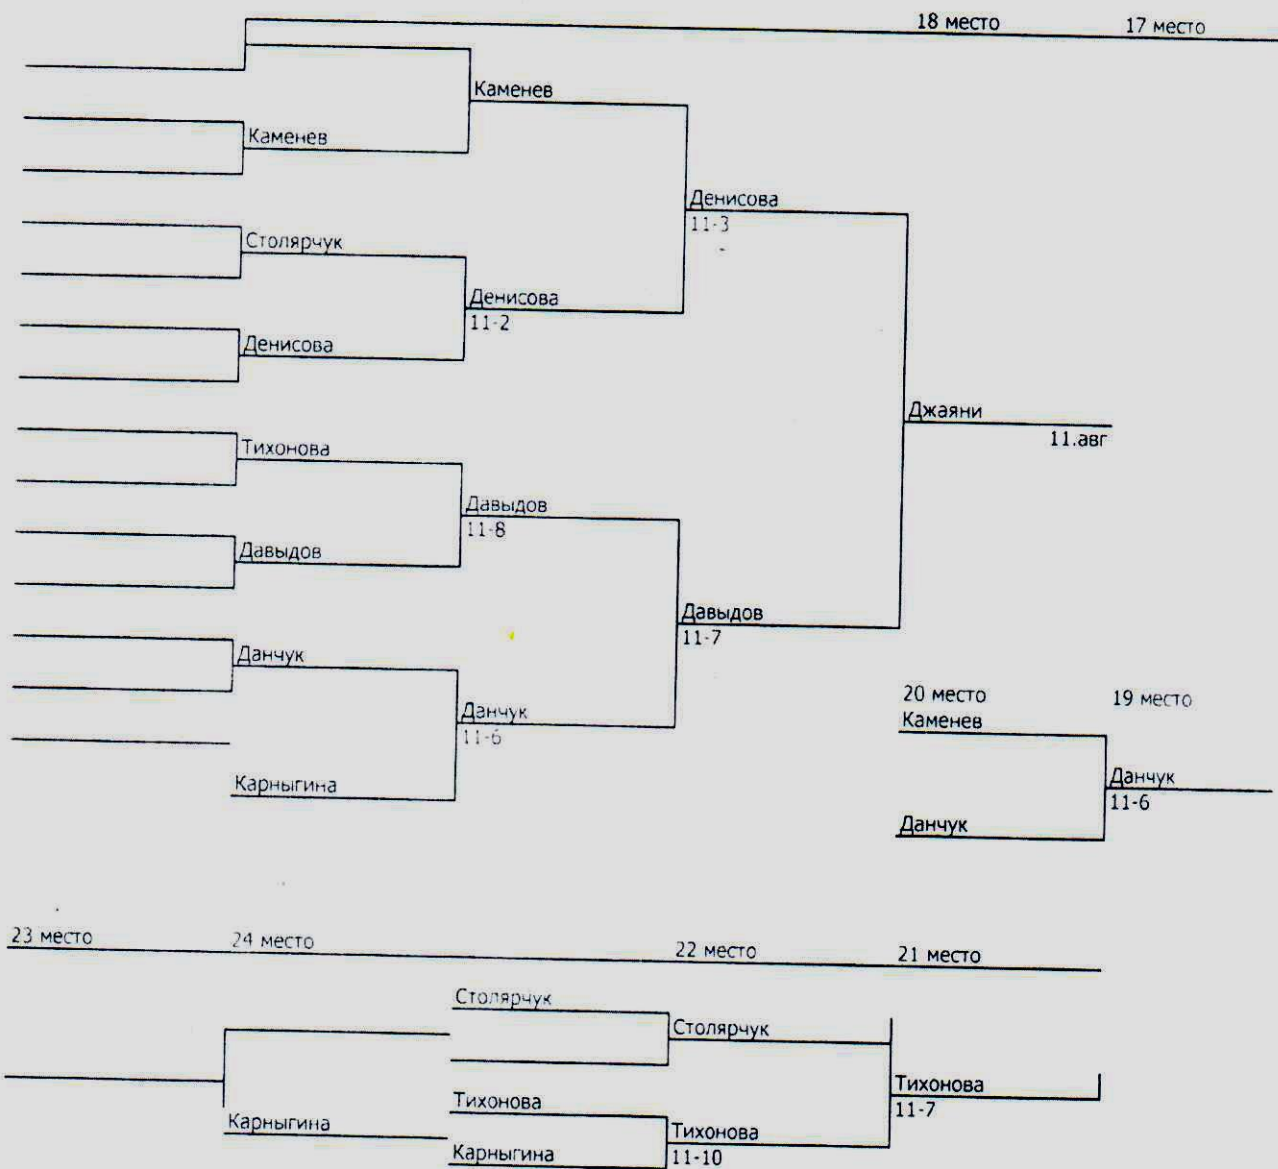 18 место 17 место
Каменев
Каменев
Денисова
11-3
Столярчук
Денисова
11-2
Денисова
Джаяни
11.авг
Тихонова
Давыдов
11-8
Давыдов
Давыдов
11-7
Данчук
Данчук
11-6
Карныгина
20 место 19 место
Каменев
Данчук
11-6
Данчук
23 место 24 место 22 место 21 место
Столярчук
Столярчук
Тихонова
11-7
Тихонова
Карныгина
Тихонова
11-10
Карныгина